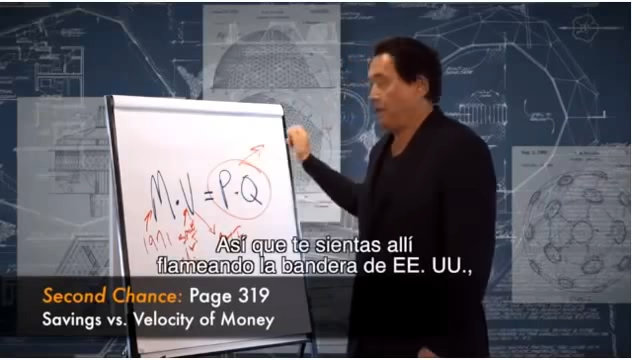 M·V = P·Q
1971
Así que te sientas allí
flameando la bandera de EE. UU.,
Second Chance: Page 319
Savings vs. Velocity of Money